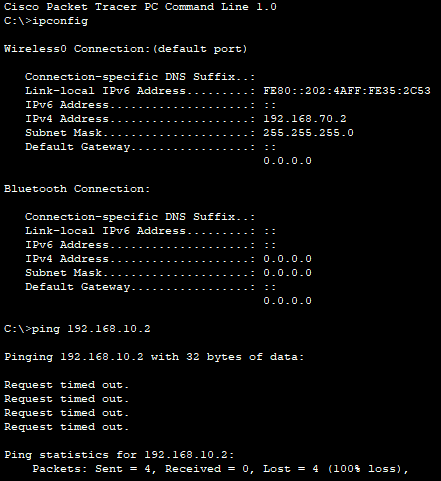 Cisco Packet Tracer PC Command Line 1.0
C:\>ipconfig
Wireless0 Connection:(default port)
Connection-specific DNS Suffix..:
Link-local IPv6 Address.........: FE80::202:4AFF:FE35:2C53
IPv6 Address....................: ::
IPv4 Address....................: 192.168.70.2
Subnet Mask.....................: 255.255.255.0
Default Gateway.................: ::
0.0.0.0
Bluetooth Connection:
Connection-specific DNS Suffix..:
Link-local IPv6 Address.........: ::
IPv6 Address....................: ::
IPv4 Address....................: 0.0.0.0
Subnet Mask.....................: 0.0.0.0
Default Gateway.................: ::
0.0.0.0
C:\>ping 192.168.10.2
Pinging 192.168.10.2 with 32 bytes of data:
Request timed out.
Request timed out.
Request timed out.
Request timed out.
Ping statistics for 192.168.10.2:
Packets: Sent = 4, Received = 0, Lost = 4 (100% loss),